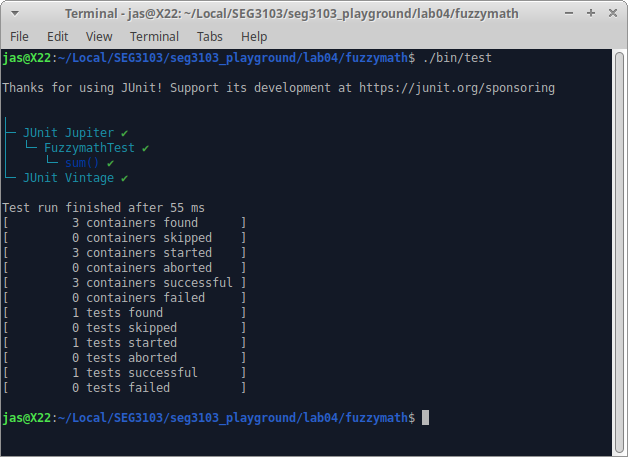 Terminal - jas@X22: ~/Local/SEG3103/seg3103_playground/lab04/fuzzymath
File Edit View Terminal Tabs Help
jas@X22:~/Local/SEG3103/seg3103_playground/lab04/fuzzymath$ ./bin/test
Thanks for using JUnit! Support its development at https://junit.org/sponsoring
├─ JUnit Jupiter ✔
│  └─ FuzzymathTest ✔
│     └─ sum() ✔
└─ JUnit Vintage ✔
Test run finished after 55 ms
[         3 containers found      ]
[         0 containers skipped    ]
[         3 containers started    ]
[         0 containers aborted    ]
[         3 containers successful ]
[         0 containers failed     ]
[         1 tests found           ]
[         0 tests skipped         ]
[         1 tests started         ]
[         0 tests aborted         ]
[         1 tests successful      ]
[         0 tests failed          ]
jas@X22:~/Local/SEG3103/seg3103_playground/lab04/fuzzymath$